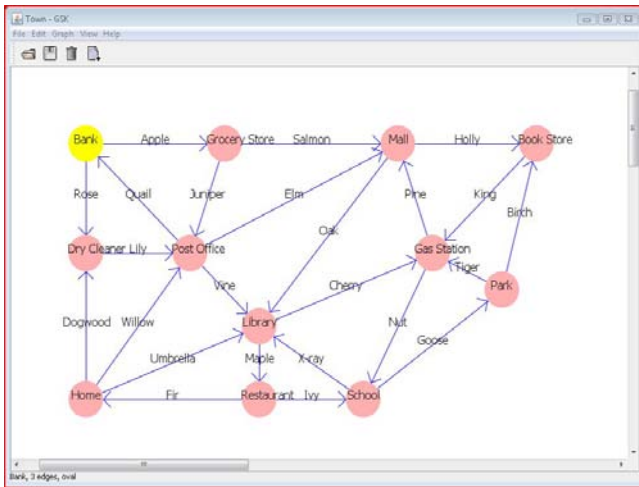 Town - GSK
File Edit Graph View Help
Bank Apple Grocery Store Salmon Mall Holly Book Store
Rose Quail Juniper Elm Pine King
Birch
Oak
Dry Cleaner Lily Post Office Gas Station
Tiger
Vine Cherry Park
Dogwood Willow Library Nut
Goose
Umbrella Maple X-ray
Home Fir Restaurant Ivy School
Bank, 3 edges, oval